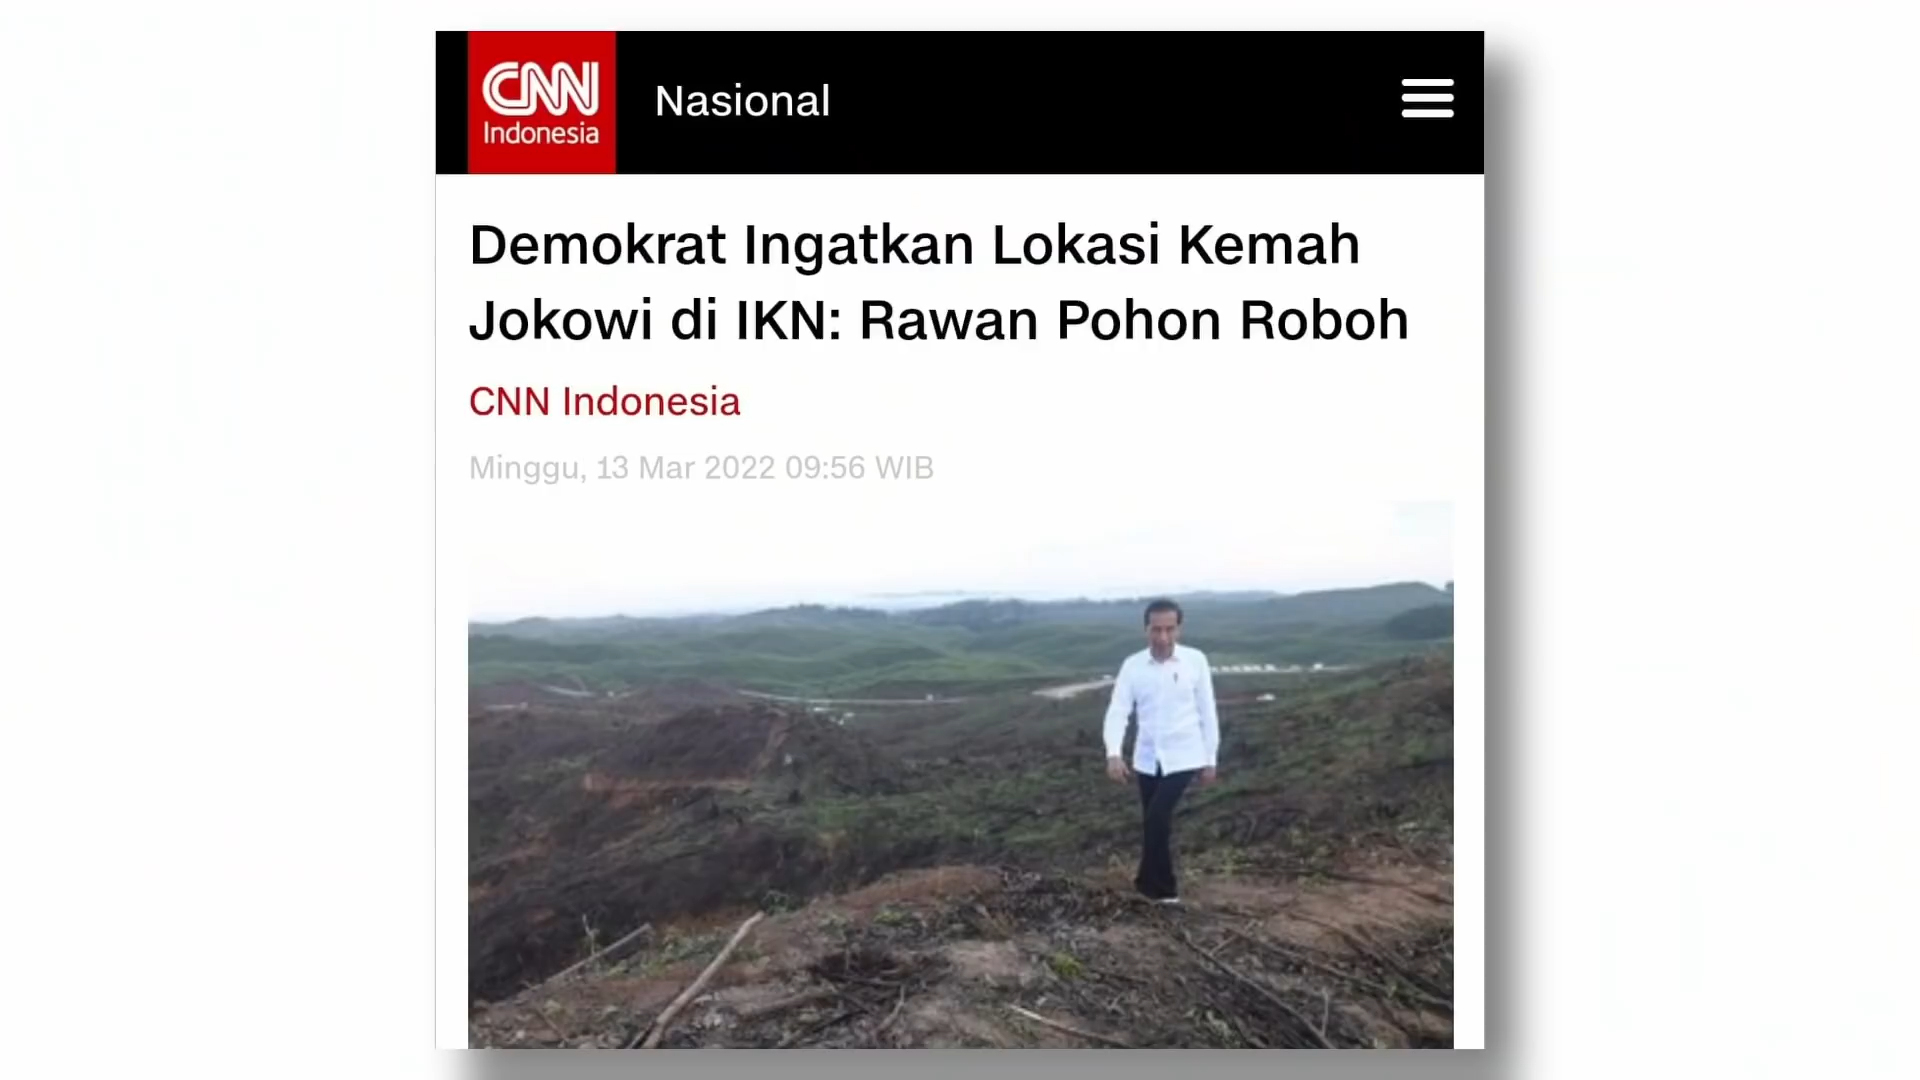 CNN
Indonesia
Nasional
Demokrat Ingatkan Lokasi Kemah
Jokowi di IKN: Rawan Pohon Roboh
CNN Indonesia
Minggu, 13 Mar 2022 09:56 WIB